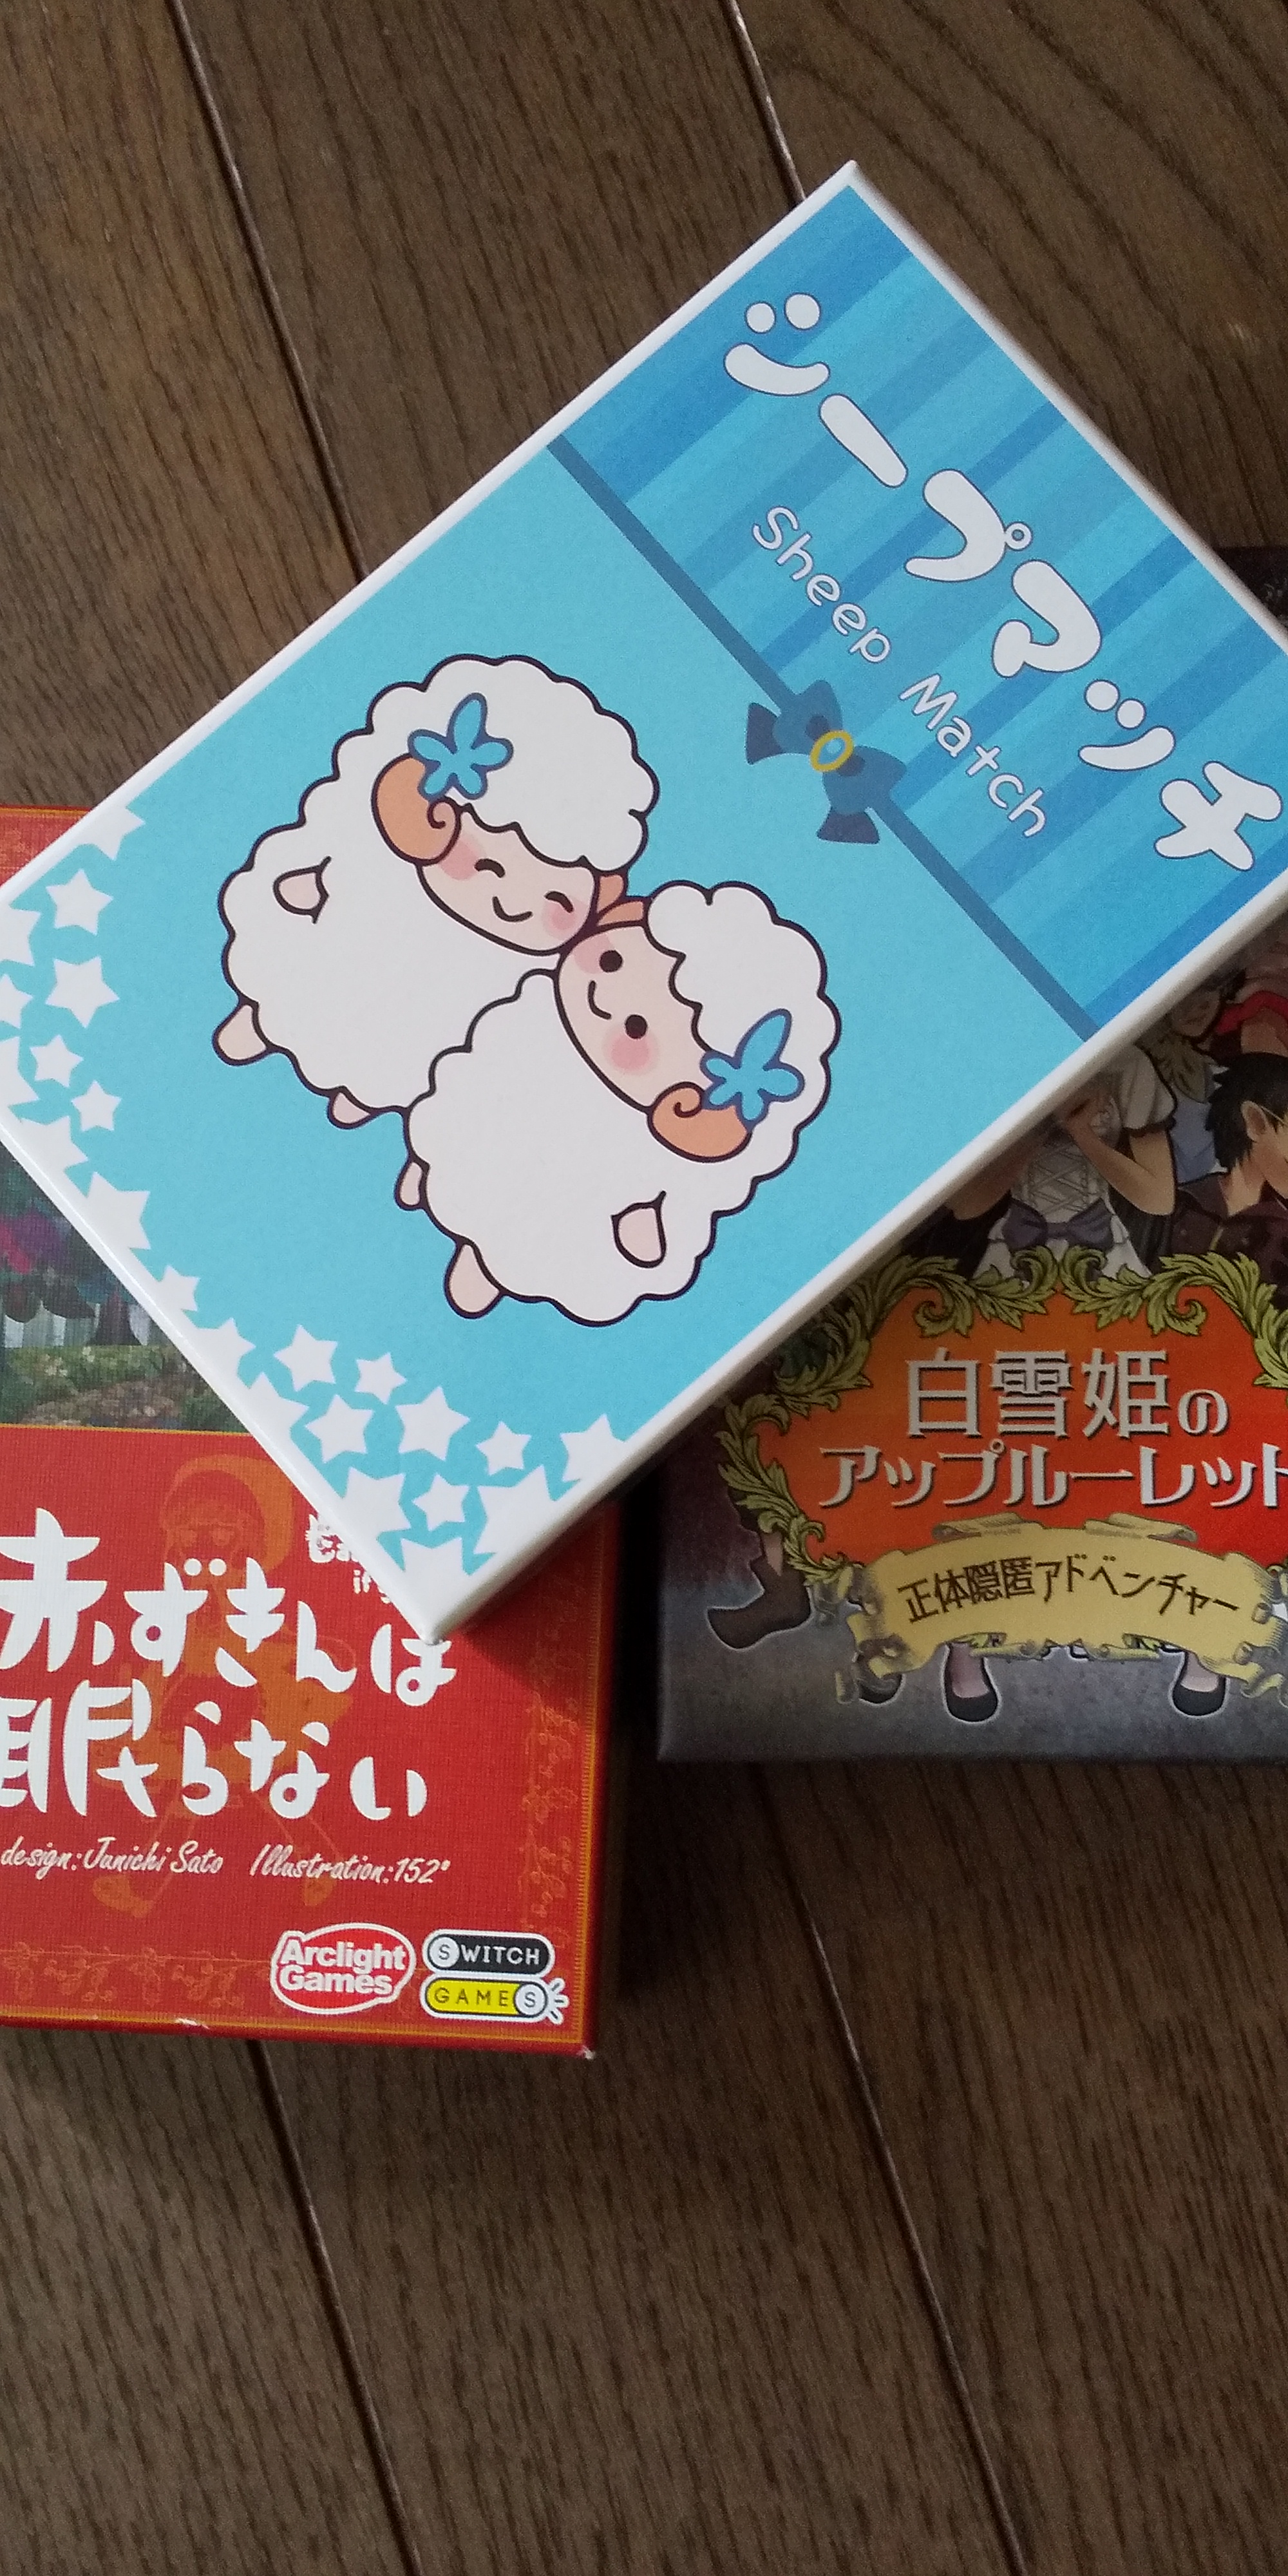 シープマッチ
Sheep Match
白雪姫の
アップルーレット
正体隠匿アドベンチャー
赤ずきんは
眠らない
design:Junichi Sato Illustration:152°
Arclight
Games
SWITCH
GAMES